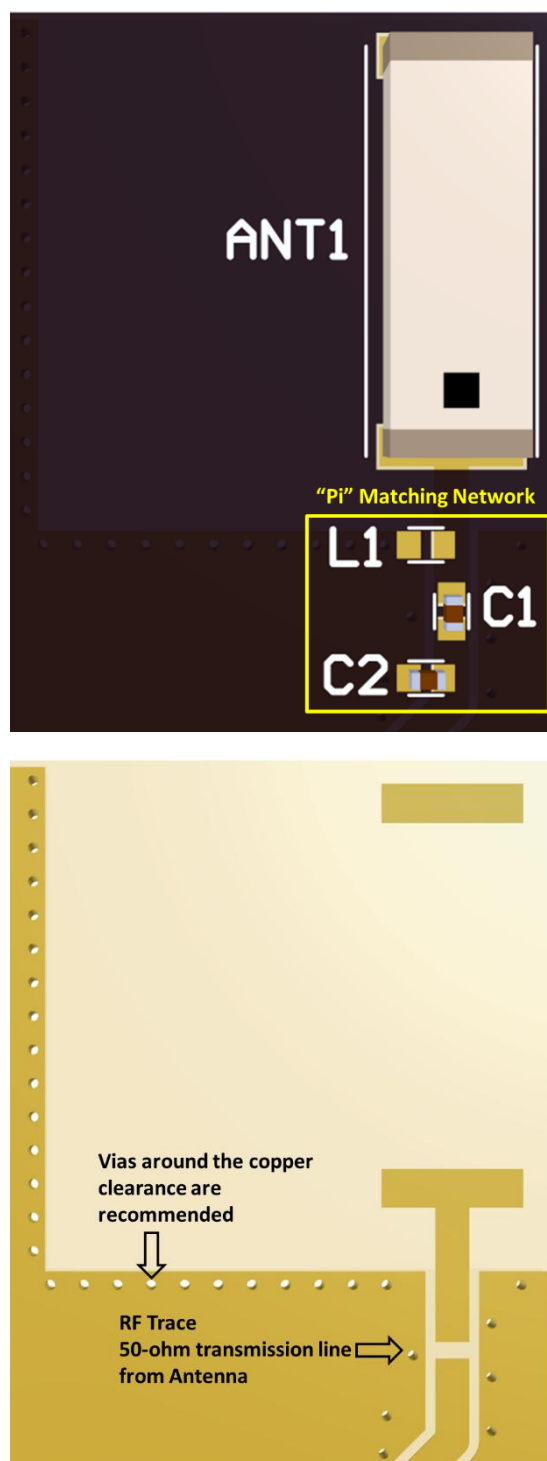 ANT1
“Pi” Matching Network
L1
C1
C2
Vias around the copper
clearance are
recommended
RF Trace
50-ohm transmission line
from Antenna